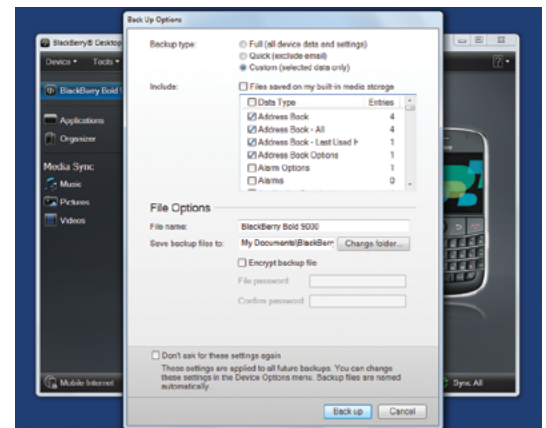 Back Up Options
BlackBerry® Desktop
Device Tools
?
BlackBerry Bold
Applications
Organizer
Media Sync
Music
Pictures
Videos
Mobile Internet
Sync All
Backup type:
Full (all device data and settings)
Quick (exclude email)
Custom (selected data only)
Include:
Files saved on my built-in media storage
Data Type Entries
Address Book 4
Address Book - All 4
Address Book - Last Used 1
Address Book Options 1
Alarm Options 1
Alarms 0
File Options
File name: BlackBerry Bold 9000
Save backup files to: My Documents\BlackBerr Change folder...
Encrypt backup file
File password:
Confirm password:
Don't ask for these settings again
These settings are applied to all future backups. You can change
these settings in the Device Options menu. Backup files are named
automatically.
Back up Cancel